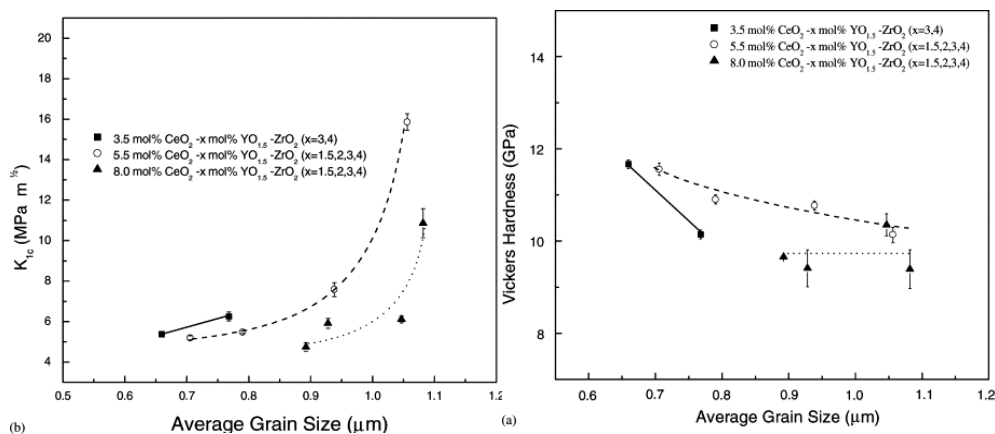 20
18
16
14
12
10
8
6
4
K1c (MPa m ½)
3.5 mol% CeO2 -x mol% YO1.5 -ZrO2 (x=3,4)
5.5 mol% CeO2 -x mol% YO1.5 -ZrO2 (x=1.5,2,3,4)
8.0 mol% CeO2 -x mol% YO1.5 -ZrO2 (x=1.5,2,3,4)
0.5 0.6 0.7 0.8 0.9 1.0 1.1 1.2
Average Grain Size (μm)
(b)
14
12
10
8
Vickers Hardness (GPa)
3.5 mol% CeO2 -x mol% YO1.5 -ZrO2 (x=3,4)
5.5 mol% CeO2 -x mol% YO1.5 -ZrO2 (x=1.5,2,3,4)
8.0 mol% CeO2 -x mol% YO1.5 -ZrO2 (x=1.5,2,3,4)
0.5 0.6 0.7 0.8 0.9 1.0 1.1 1.2
Average Grain Size (μm)
(a)